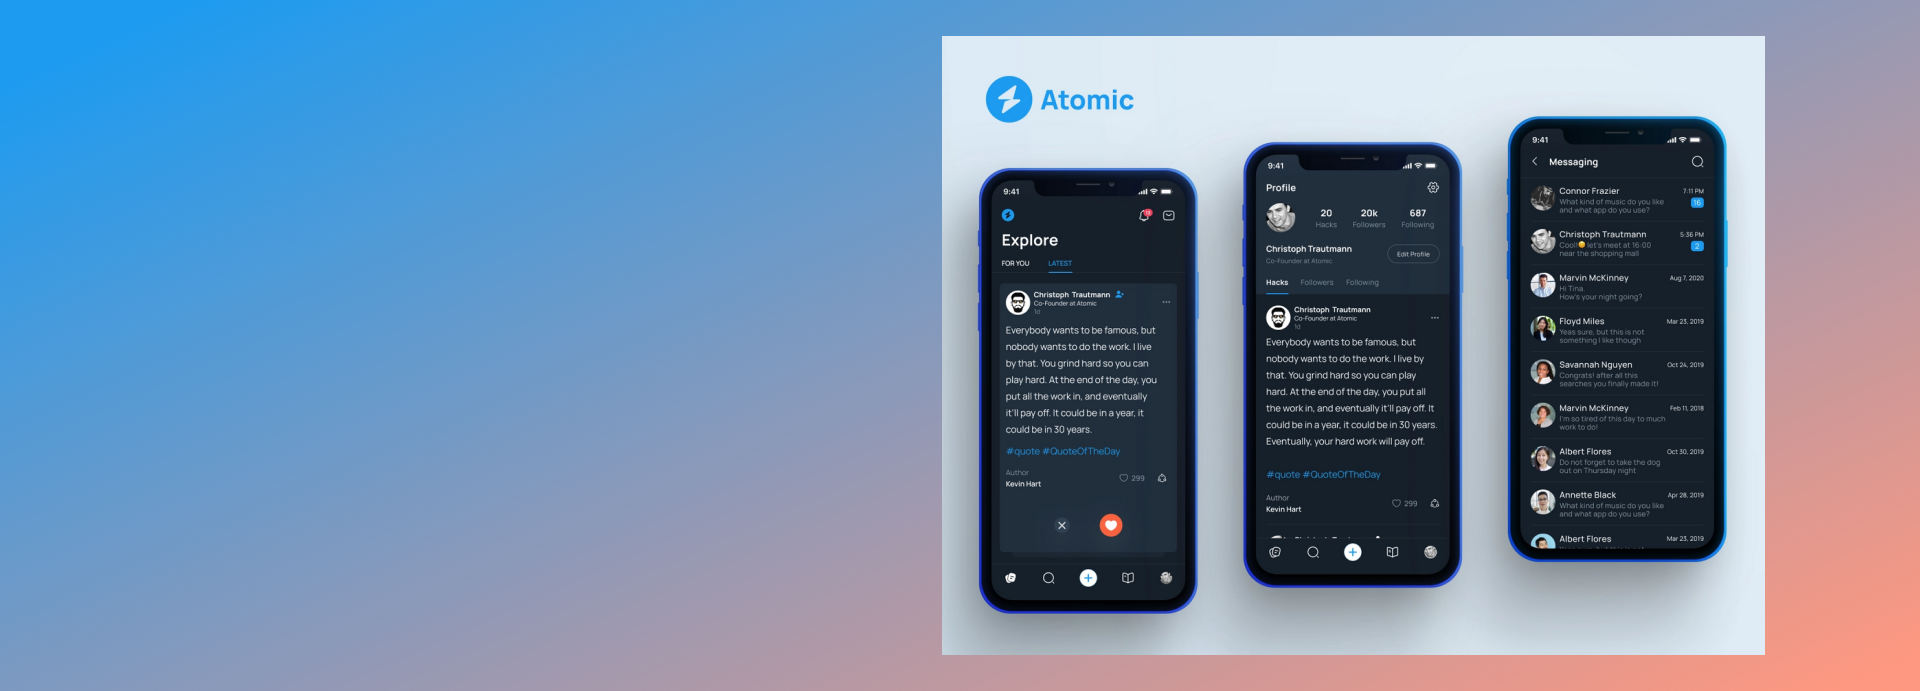 Atomic
9:41
Explore
FOR YOU
LATEST
Christoph Trautmann
Co-Founder at Atomic
1d
Everybody wants to be famous, but
nobody wants to do the work. I live
by that. You grind hard so you can
play hard. At the end of the day, you
put all the work in, and eventually
it'll pay off. It could be in a year, it
could be in 30 years.
#quote #QuoteOfTheDay
Author
Kevin Hart
299
9:41
Profile
20
20k
687
Hacks
Followers
Following
Christoph Trautmann
Co-Founder at Atomic
Edit Profile
Hacks
Followers
Following
Christoph Trautmann
Co-Founder at Atomic
1d
Everybody wants to be famous, but
nobody wants to do the work. I live by
that. You grind hard so you can play
hard. At the end of the day, you put all
the work in, and eventually it'll pay off. It
could be in a year, it could be in 30 years.
Eventually, your hard work will pay off.
#quote #QuoteOfTheDay
Author
Kevin Hart
299
9:41
Messaging
Connor Frazier
7:11 PM
What kind of music do you like
and what app do you use?
16
Christoph Trautmann
5:36 PM
Cool!😀 let's meet at 16:00
near the shopping mall
2
Marvin McKinney
Aug 7, 2020
Hi Tina.
How's your night going?
Floyd Miles
Mar 23, 2019
Yeas sure, but this is not
something I like though
Savannah Nguyen
Oct 24, 2019
Congrats! after all this
searches you finally made it!
Marvin McKinney
Feb 11, 2018
I'm so tired of this day to much
work to do!
Albert Flores
Oct 30, 2019
Do not forget to take the dog
out on Thursday night
Annette Black
Apr 28, 2019
What kind of music do you like
and what app do you use?
Albert Flores
Mar 23, 2019